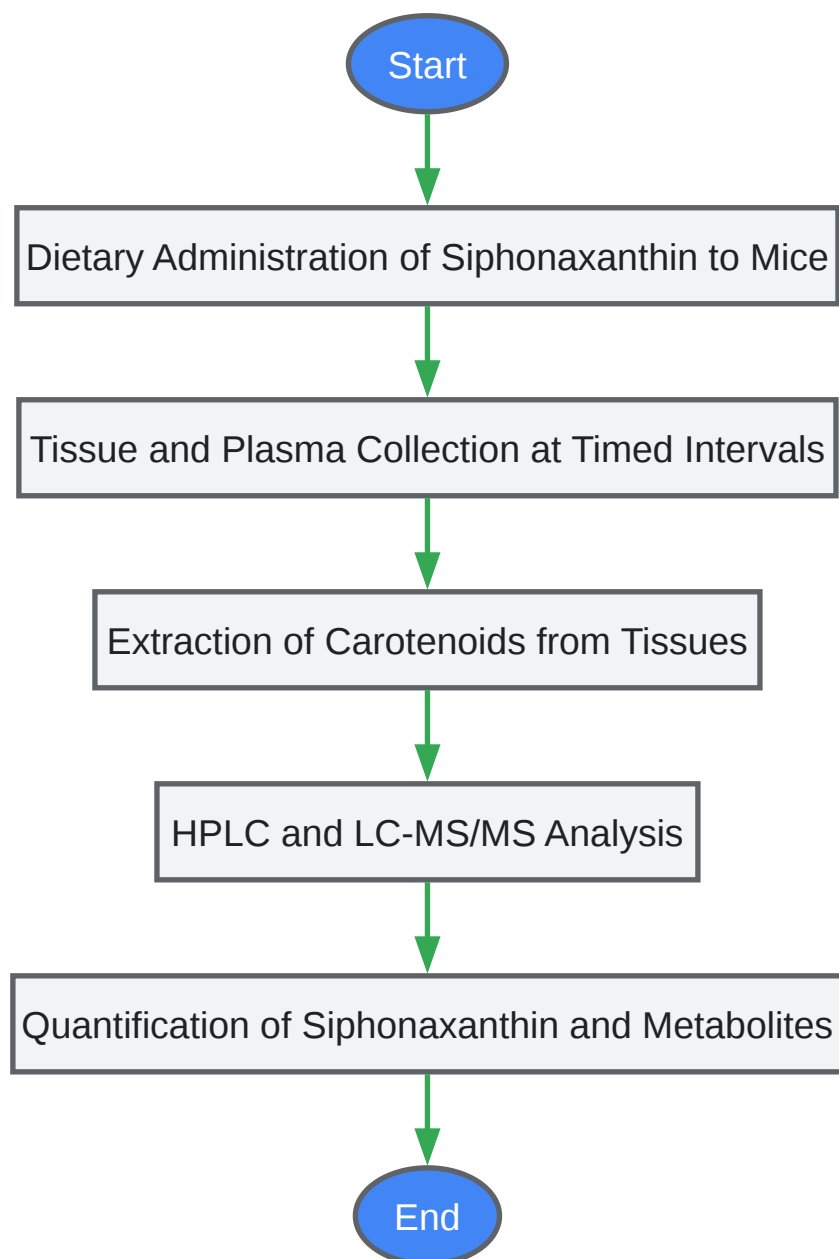 Start
Dietary Administration of Siphonaxanthin to Mice
Tissue and Plasma Collection at Timed Intervals
Extraction of Carotenoids from Tissues
HPLC and LC-MS/MS Analysis
Quantification of Siphonaxanthin and Metabolites
End